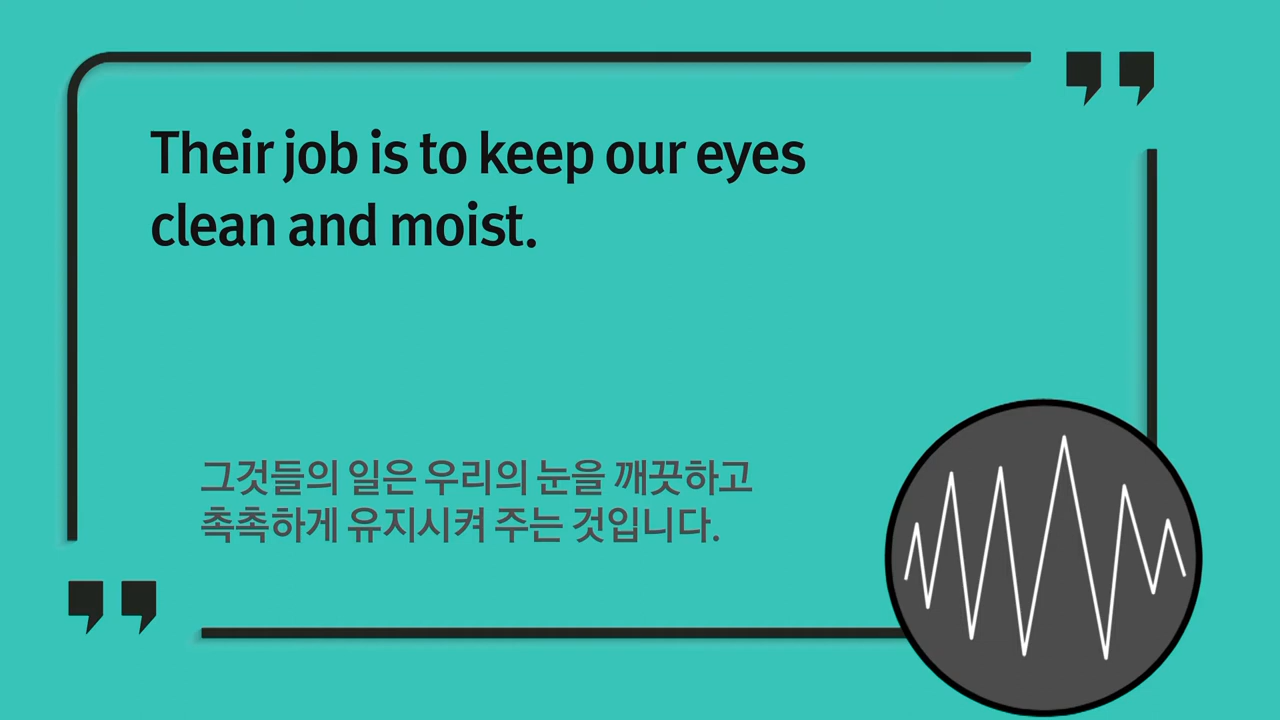 Their job is to keep our eyes
clean and moist.
그것들의 일은 우리의 눈을 깨끗하고
촉촉하게 유지시켜 주는 것입니다.